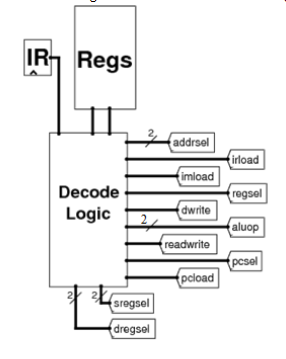 IR
Regs
Decode
Logic
2
addrsel
irload
imload
regsel
dwrite
2
aluop
readwrite
pcsel
pcload
2
2
sregsel
dregsel